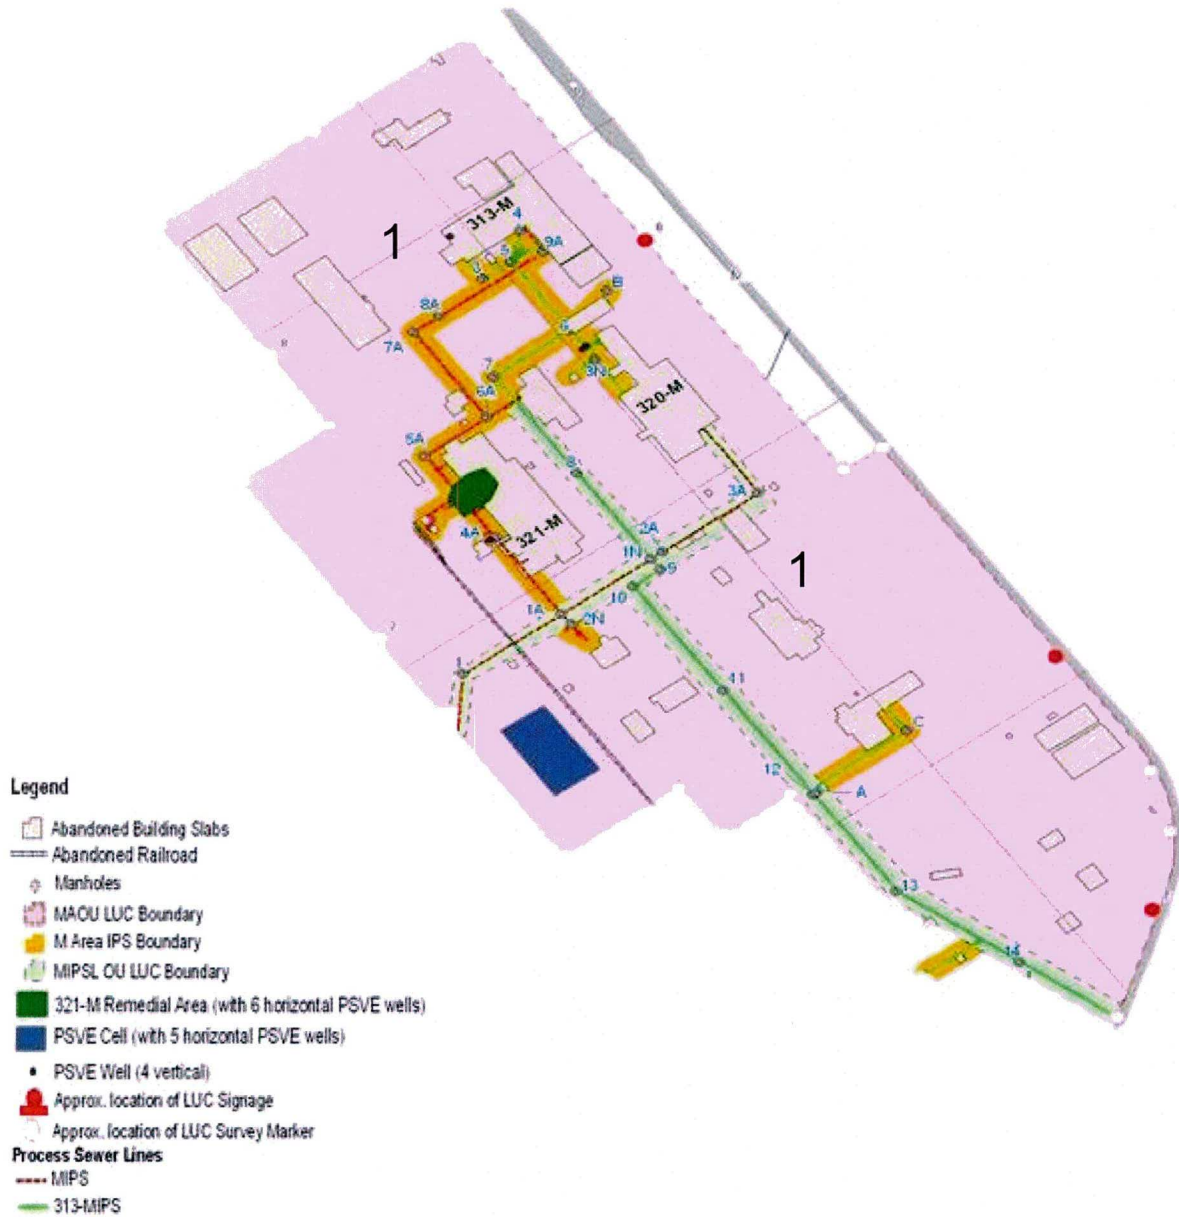 313-M
4
1
9A
5
B
8A
7A
6
7
3N
6A
320-M
5A
8
3A
4A
321-M
2A
1N
9
1
10
1A
2N
1
11
C
12
A
13
14
Legend
Abandoned Building Slabs
Abandoned Railroad
Manholes
MAOU LUC Boundary
M Area IPS Boundary
MIPSL OU LUC Boundary
321-M Remedial Area (with 6 horizontal PSVE wells)
PSVE Cell (with 5 horizontal PSVE wells)
PSVE Well (4 vertical)
Approx. location of LUC Signage
Approx. location of LUC Survey Marker
Process Sewer Lines
MIPS
313-MIPS